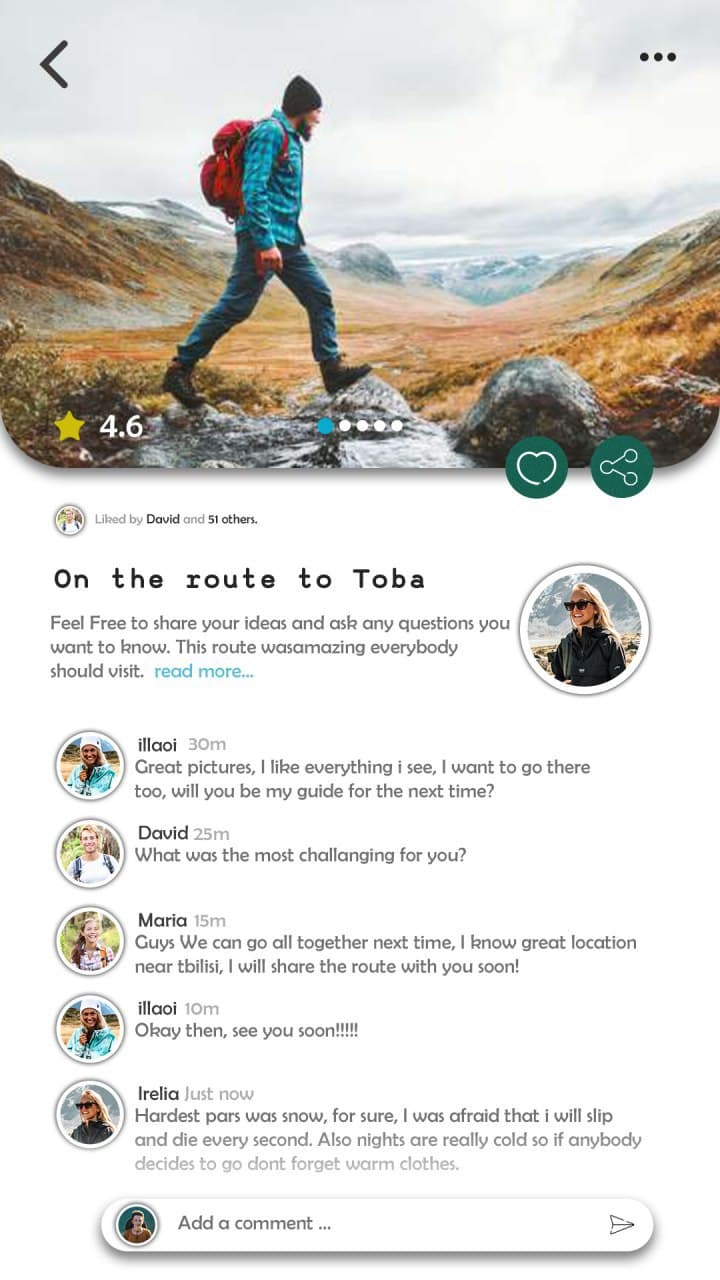 4.6
Liked by David and 51 others.
On the route to Toba
Feel Free to share your ideas and ask any questions you
want to know. This route wasamazing everybody
should visit. read more...
illaoi 30m
Great pictures, I like everything i see, I want to go there
too, will you be my guide for the next time?
David 25m
What was the most challanging for you?
Maria 15m
Guys We can go all together next time, I know great location
near tbilisi, I will share the route with you soon!
illaoi 10m
Okay then, see you soon!!!!!
Irelia Just now
Hardest pars was snow, for sure, I was afraid that i will slip
and die every second. Also nights are really cold so if anybody
decides to go dont forget warm clothes.
Add a comment ...